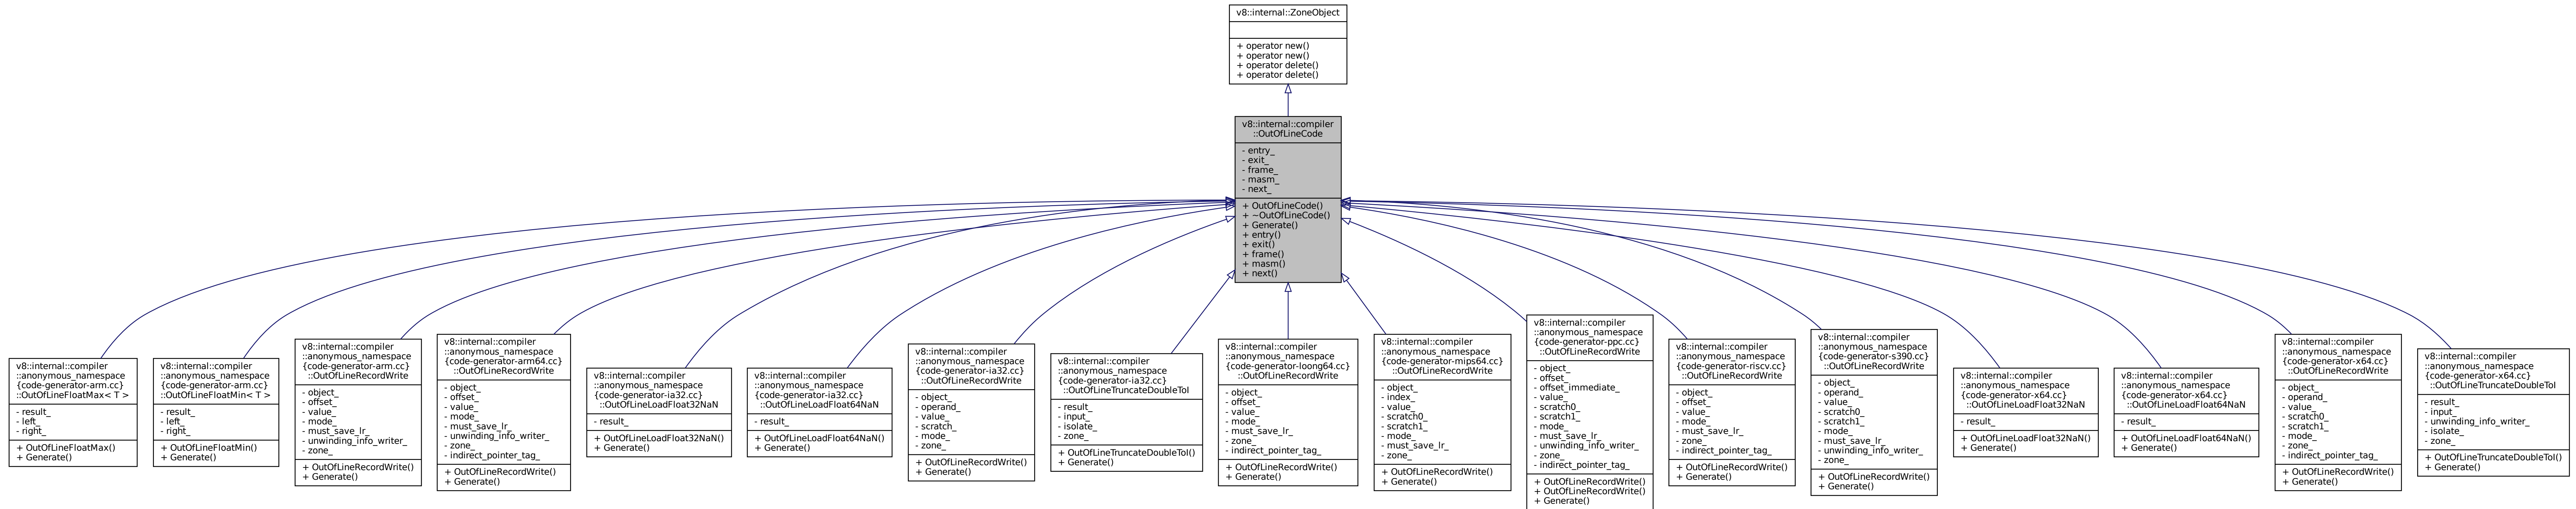 v8::internal::ZoneObject
+ operator new()
+ operator new()
+ operator delete()
+ operator delete()
v8::internal::compiler
::OutOfLineCode
- entry_
- exit_
- frame_
- masm_
- next_
+ OutOfLineCode()
+ ~OutOfLineCode()
+ Generate()
+ entry()
+ exit()
+ frame()
+ masm()
+ next()
v8::internal::compiler
::anonymous_namespace
{code-generator-arm.cc}
::OutOfLineFloatMax< T >
- result_
- left_
- right_
+ OutOfLineFloatMax()
+ Generate()
v8::internal::compiler
::anonymous_namespace
{code-generator-arm.cc}
::OutOfLineFloatMin< T >
- result_
- left_
- right_
+ OutOfLineFloatMin()
+ Generate()
v8::internal::compiler
::anonymous_namespace
{code-generator-arm.cc}
::OutOfLineRecordWrite
- object_
- offset_
- value_
- mode_
- must_save_lr_
- unwinding_info_writer_
- zone_
+ OutOfLineRecordWrite()
+ Generate()
v8::internal::compiler
::anonymous_namespace
{code-generator-arm64.cc}
::OutOfLineRecordWrite
- object_
- offset_
- value_
- mode_
- must_save_lr_
- unwinding_info_writer_
- zone_
- indirect_pointer_tag_
+ OutOfLineRecordWrite()
+ Generate()
v8::internal::compiler
::anonymous_namespace
{code-generator-ia32.cc}
::OutOfLineLoadFloat32NaN
- result_
+ OutOfLineLoadFloat32NaN()
+ Generate()
v8::internal::compiler
::anonymous_namespace
{code-generator-ia32.cc}
::OutOfLineLoadFloat64NaN
- result_
+ OutOfLineLoadFloat64NaN()
+ Generate()
v8::internal::compiler
::anonymous_namespace
{code-generator-ia32.cc}
::OutOfLineRecordWrite
- object_
- operand_
- value_
- scratch_
- mode_
- zone_
+ OutOfLineRecordWrite()
+ Generate()
v8::internal::compiler
::anonymous_namespace
{code-generator-ia32.cc}
::OutOfLineTruncateDoubleToI
- result_
- input_
- isolate_
- zone_
+ OutOfLineTruncateDoubleToI()
+ Generate()
v8::internal::compiler
::anonymous_namespace
{code-generator-loong64.cc}
::OutOfLineRecordWrite
- object_
- offset_
- value_
- mode_
- must_save_lr_
- zone_
- indirect_pointer_tag_
+ OutOfLineRecordWrite()
+ Generate()
v8::internal::compiler
::anonymous_namespace
{code-generator-mips64.cc}
::OutOfLineRecordWrite
- object_
- index_
- value_
- scratch0_
- scratch1_
- mode_
- must_save_lr_
- zone_
+ OutOfLineRecordWrite()
+ Generate()
v8::internal::compiler
::anonymous_namespace
{code-generator-ppc.cc}
::OutOfLineRecordWrite
- object_
- offset_
- offset_immediate_
- value_
- scratch0_
- scratch1_
- mode_
- must_save_lr_
- unwinding_info_writer_
- zone_
- indirect_pointer_tag_
+ OutOfLineRecordWrite()
+ OutOfLineRecordWrite()
+ Generate()
v8::internal::compiler
::anonymous_namespace
{code-generator-riscv.cc}
::OutOfLineRecordWrite
- object_
- offset_
- value_
- mode_
- must_save_lr_
- zone_
- indirect_pointer_tag_
+ OutOfLineRecordWrite()
+ Generate()
v8::internal::compiler
::anonymous_namespace
{code-generator-s390.cc}
::OutOfLineRecordWrite
- object_
- operand_
- value_
- scratch0_
- scratch1_
- mode_
- must_save_lr_
- unwinding_info_writer_
- zone_
+ OutOfLineRecordWrite()
+ Generate()
v8::internal::compiler
::anonymous_namespace
{code-generator-x64.cc}
::OutOfLineLoadFloat32NaN
- result_
+ OutOfLineLoadFloat32NaN()
+ Generate()
v8::internal::compiler
::anonymous_namespace
{code-generator-x64.cc}
::OutOfLineLoadFloat64NaN
- result_
+ OutOfLineLoadFloat64NaN()
+ Generate()
v8::internal::compiler
::anonymous_namespace
{code-generator-x64.cc}
::OutOfLineRecordWrite
- object_
- operand_
- value_
- scratch0_
- scratch1_
- mode_
- zone_
- indirect_pointer_tag_
+ OutOfLineRecordWrite()
+ Generate()
v8::internal::compiler
::anonymous_namespace
{code-generator-x64.cc}
::OutOfLineTruncateDoubleToI
- result_
- input_
- unwinding_info_writer_
- isolate_
- zone_
+ OutOfLineTruncateDoubleToI()
+ Generate()